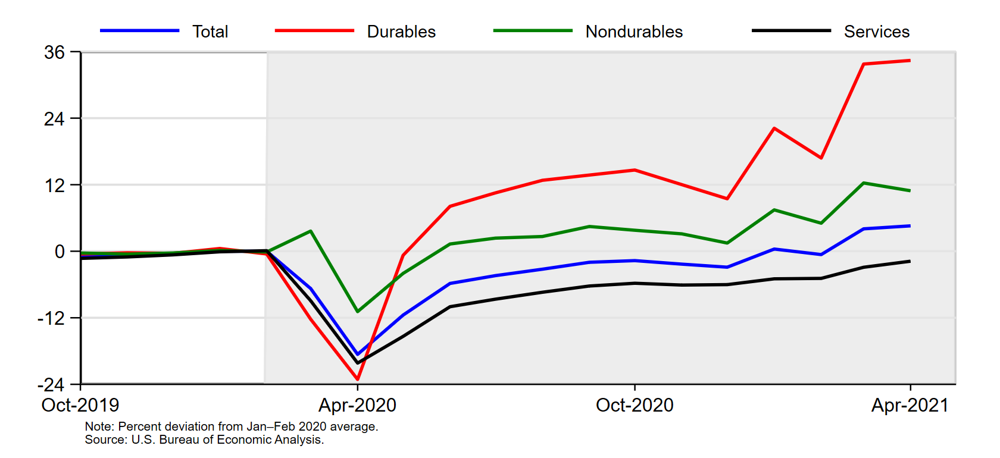 Total Durables Nondurables Services
36
24
12
0
-12
-24
Oct-2019 Apr-2020 Oct-2020 Apr-2021
Note: Percent deviation from Jan–Feb 2020 average.
Source: U.S. Bureau of Economic Analysis.